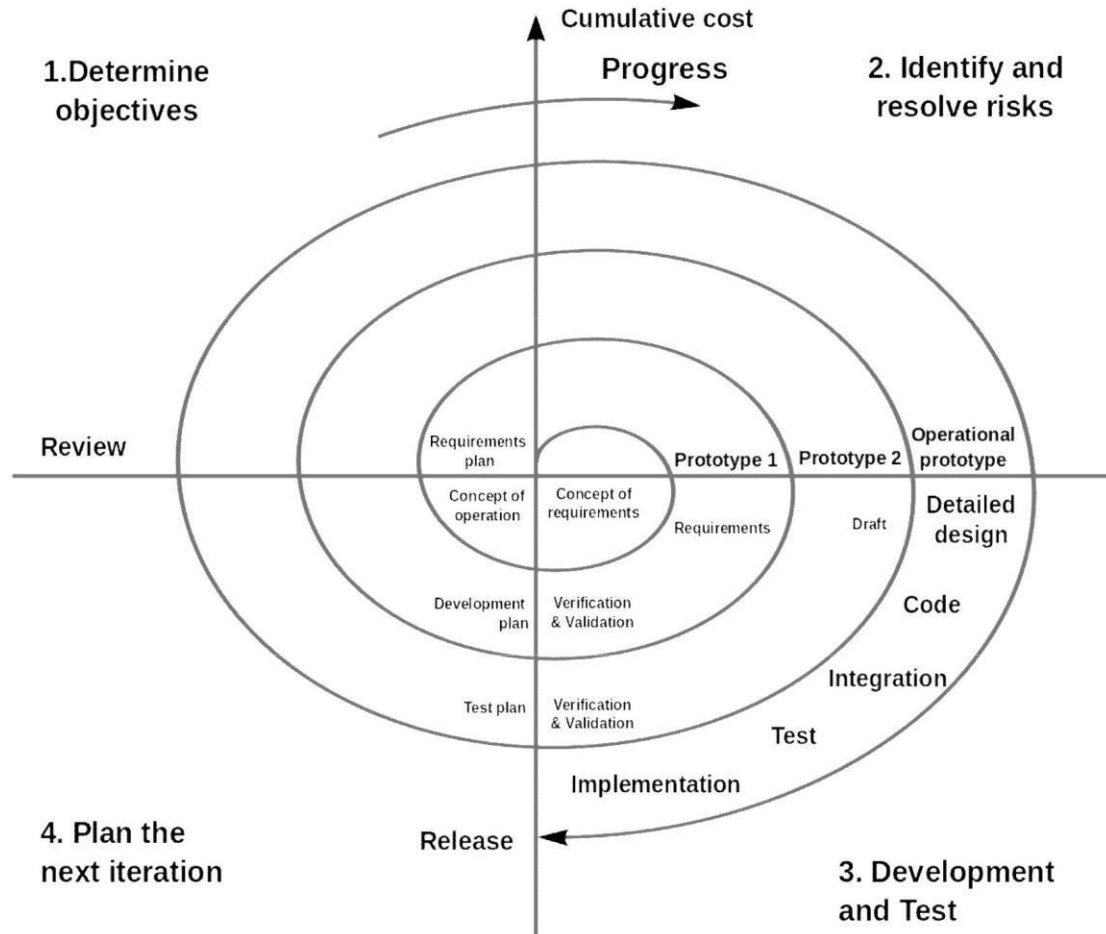 Cumulative cost
Progress
1.Determine
objectives
2. Identify and
resolve risks
Review
Requirements
plan
Prototype 1
Prototype 2
Operational
prototype
Concept of
operation
Concept of
requirements
Requirements
Draft
Detailed
design
Development
plan
Verification
& Validation
Code
Test plan
Verification
& Validation
Integration
Test
Implementation
Release
4. Plan the
next iteration
3. Development
and Test